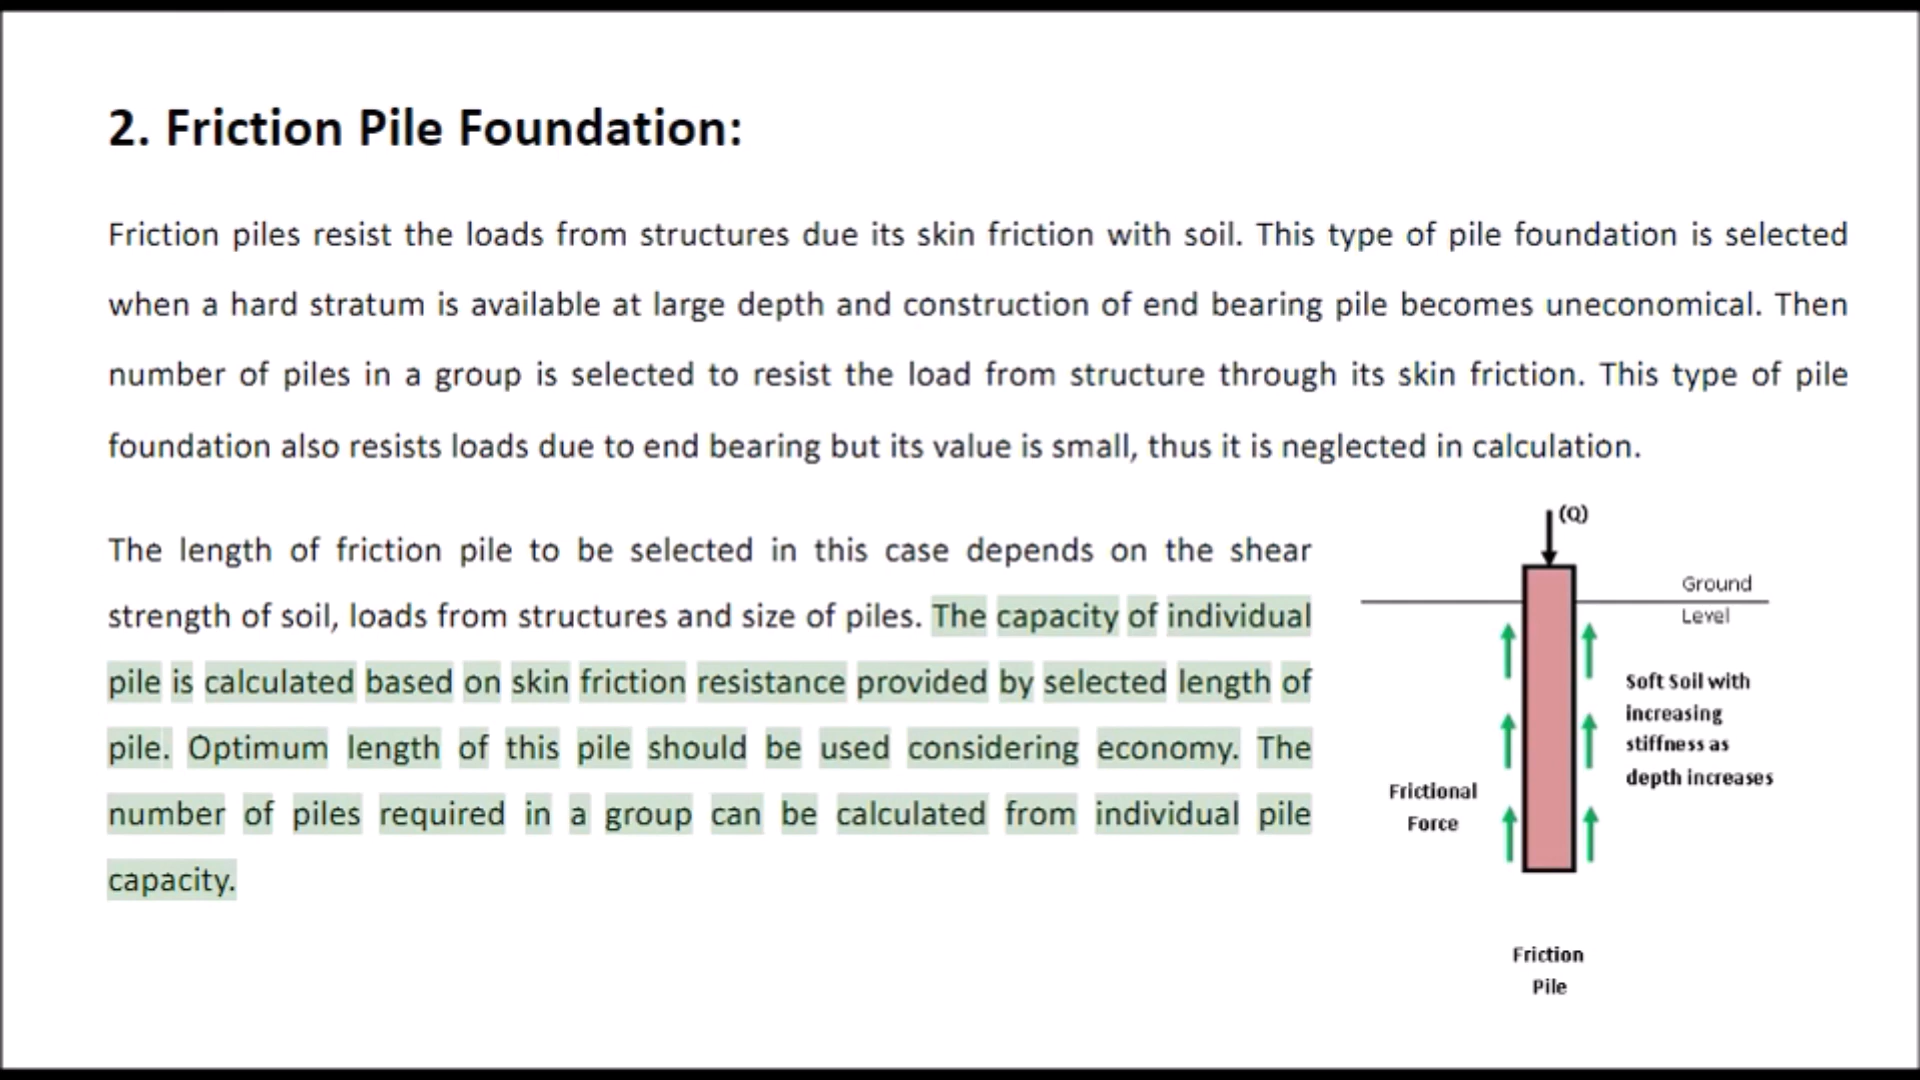 2. Friction Pile Foundation:
Friction piles resist the loads from structures due its skin friction with soil. This type of pile foundation is selected
when a hard stratum is available at large depth and construction of end bearing pile becomes uneconomical. Then
number of piles in a group is selected to resist the load from structure through its skin friction. This type of pile
foundation also resists loads due to end bearing but its value is small, thus it is neglected in calculation.
The length of friction pile to be selected in this case depends on the shear
strength of soil, loads from structures and size of piles. The capacity of individual
pile is calculated based on skin friction resistance provided by selected length of
pile. Optimum length of this pile should be used considering economy. The
number of piles required in a group can be calculated from individual pile
capacity.
(Q)
Ground
Level
Soft Soil with
increasing
stiffness as
depth increases
Frictional
Force
Friction
Pile